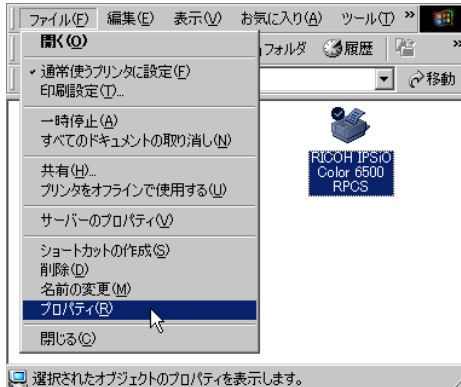 ファイル(F) 編集(E) 表示(V) お気に入り(A) ツール(T) »
開く(O)
フォルダ 履歴 »
通常使うプリンタに設定(F)
印刷設定(T)...
移動
一時停止(A)
すべてのドキュメントの取り消し(N)
共有(H)...
プリンタをオフラインで使用する(U)
サーバーのプロパティ(V)
ショートカットの作成(S)
削除(D)
名前の変更(M)
プロパティ(R)
閉じる(C)
RICOH IPSiO
Color 6500
RPCS
選択されたオブジェクトのプロパティを表示します。